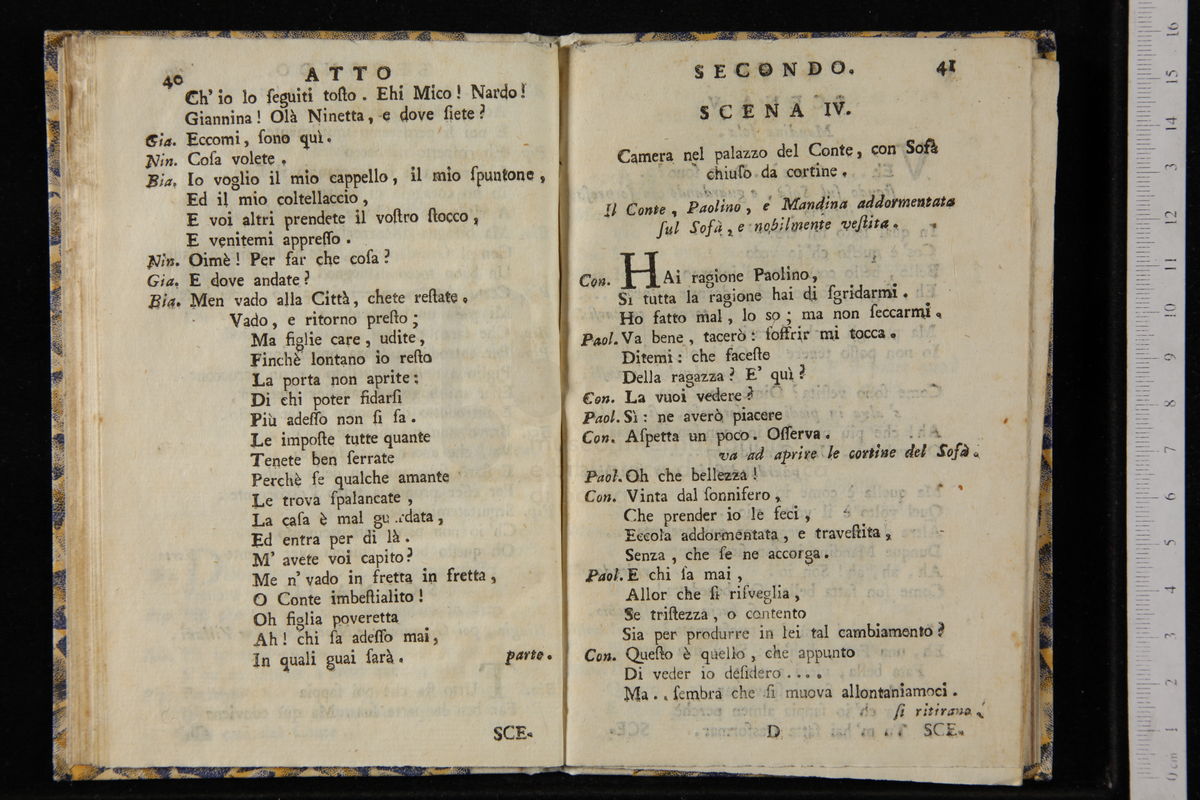 40 ATTO
Ch' io lo ſeguiti toſto. Ehi Mico! Nardo!
Giannina! Olà Ninetta, e dove ſiete?
Gia. Eccomi, ſono quì.
Nin. Coſa volete.
Bia. Io voglio il mio cappello, il mio ſpuntone,
Ed il mio coltellaccio,
E voi altri prendete il voſtro ſtocco,
E venitemi appreſſo.
Nin. Oimè! Per far che coſa?
Gia. E dove andate?
Bia. Men vado alla Città, chete reſtate.
Vado, e ritorno preſto;
Ma figlie care, udite,
Finchè lontano io reſto
La porta non aprite:
Di chi poter fidarſi
Più adeſſo non ſi ſa.
Le impoſte tutte quante
Tenete ben ſerrate
Perchè ſe qualche amante
Le trova ſpalancate,
La caſa è mal gu..rdata,
Ed entra per di là.
M' avete voi capito?
Me n' vado in fretta in fretta,
O Conte imbeſtialito!
Oh figlia poveretta
Ah! chi ſa adeſſo mai,
In quali guai ſarà. parte.
SCE.
SECONDO. 41
SCENA IV.
Camera nel palazzo del Conte, con Sofà
chiuſo da cortine.
Il Conte, Paolino, e Mandina addormentata
ſul Sofà, e nobilmente veſtita.
Con. HAi ragione Paolino,
Sì tutta la ragione hai di ſgridarmi.
Ho fatto mal, lo so; ma non ſeccarmi.
Paol. Va bene, tacerò: ſoffrir mi tocca.
Ditemi: che faceſte
Della ragazza? E' quì?
Con. La vuoi vedere?
Paol. Sì: ne averò piacere
Con. Aſpetta un poco. Oſſerva.
va ad aprire le cortine del Sofà.
Paol. Oh che bellezza!
Con. Vinta dal ſonnifero,
Che prender io le feci,
Eccola addormentata, e traveſtita,
Senza, che ſe ne accorga.
Paol. E chi ſa mai,
Allor che ſi riſveglia,
Se triſtezza, o contento
Sia per produrre in lei tal cambiamento?
Con. Queſto è quello, che appunto
Di veder io deſidero....
Ma.. ſembra che ſi muova allontaniamoci.
ſi ritirano.
D SCE.